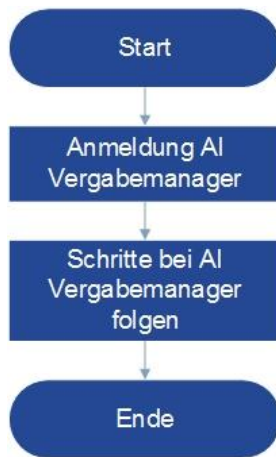 Start
Anmeldung AI
Vergabemanager
Schritte bei AI
Vergabemanager
folgen
Ende